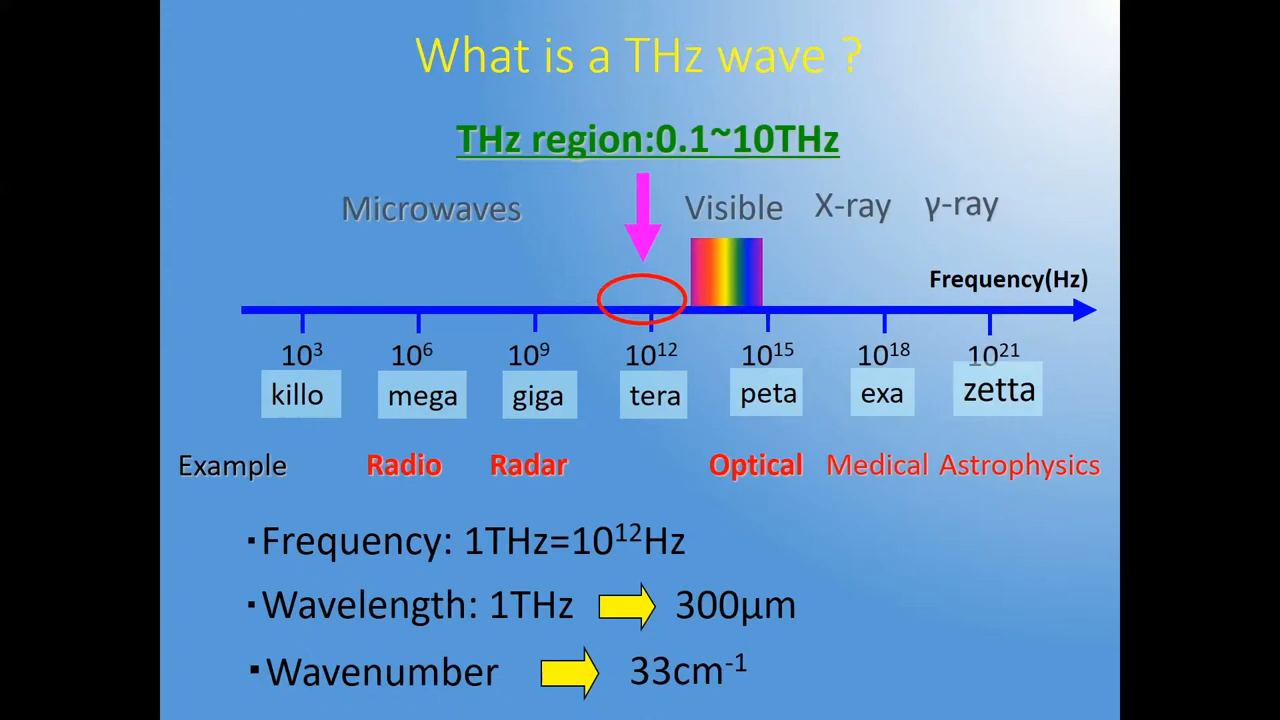 What is a THz wave ?
THz region:0.1~10THz
Microwaves Visible X-ray γ-ray
Frequency(Hz)
10³ 10⁶ 10⁹ 10¹² 10¹⁵ 10¹⁸ 10²¹
killo mega giga tera peta exa zetta
Example Radio Radar Optical Medical Astrophysics
・Frequency: 1THz=10¹²Hz
・Wavelength: 1THz 300μm
・Wavenumber 33cm⁻¹